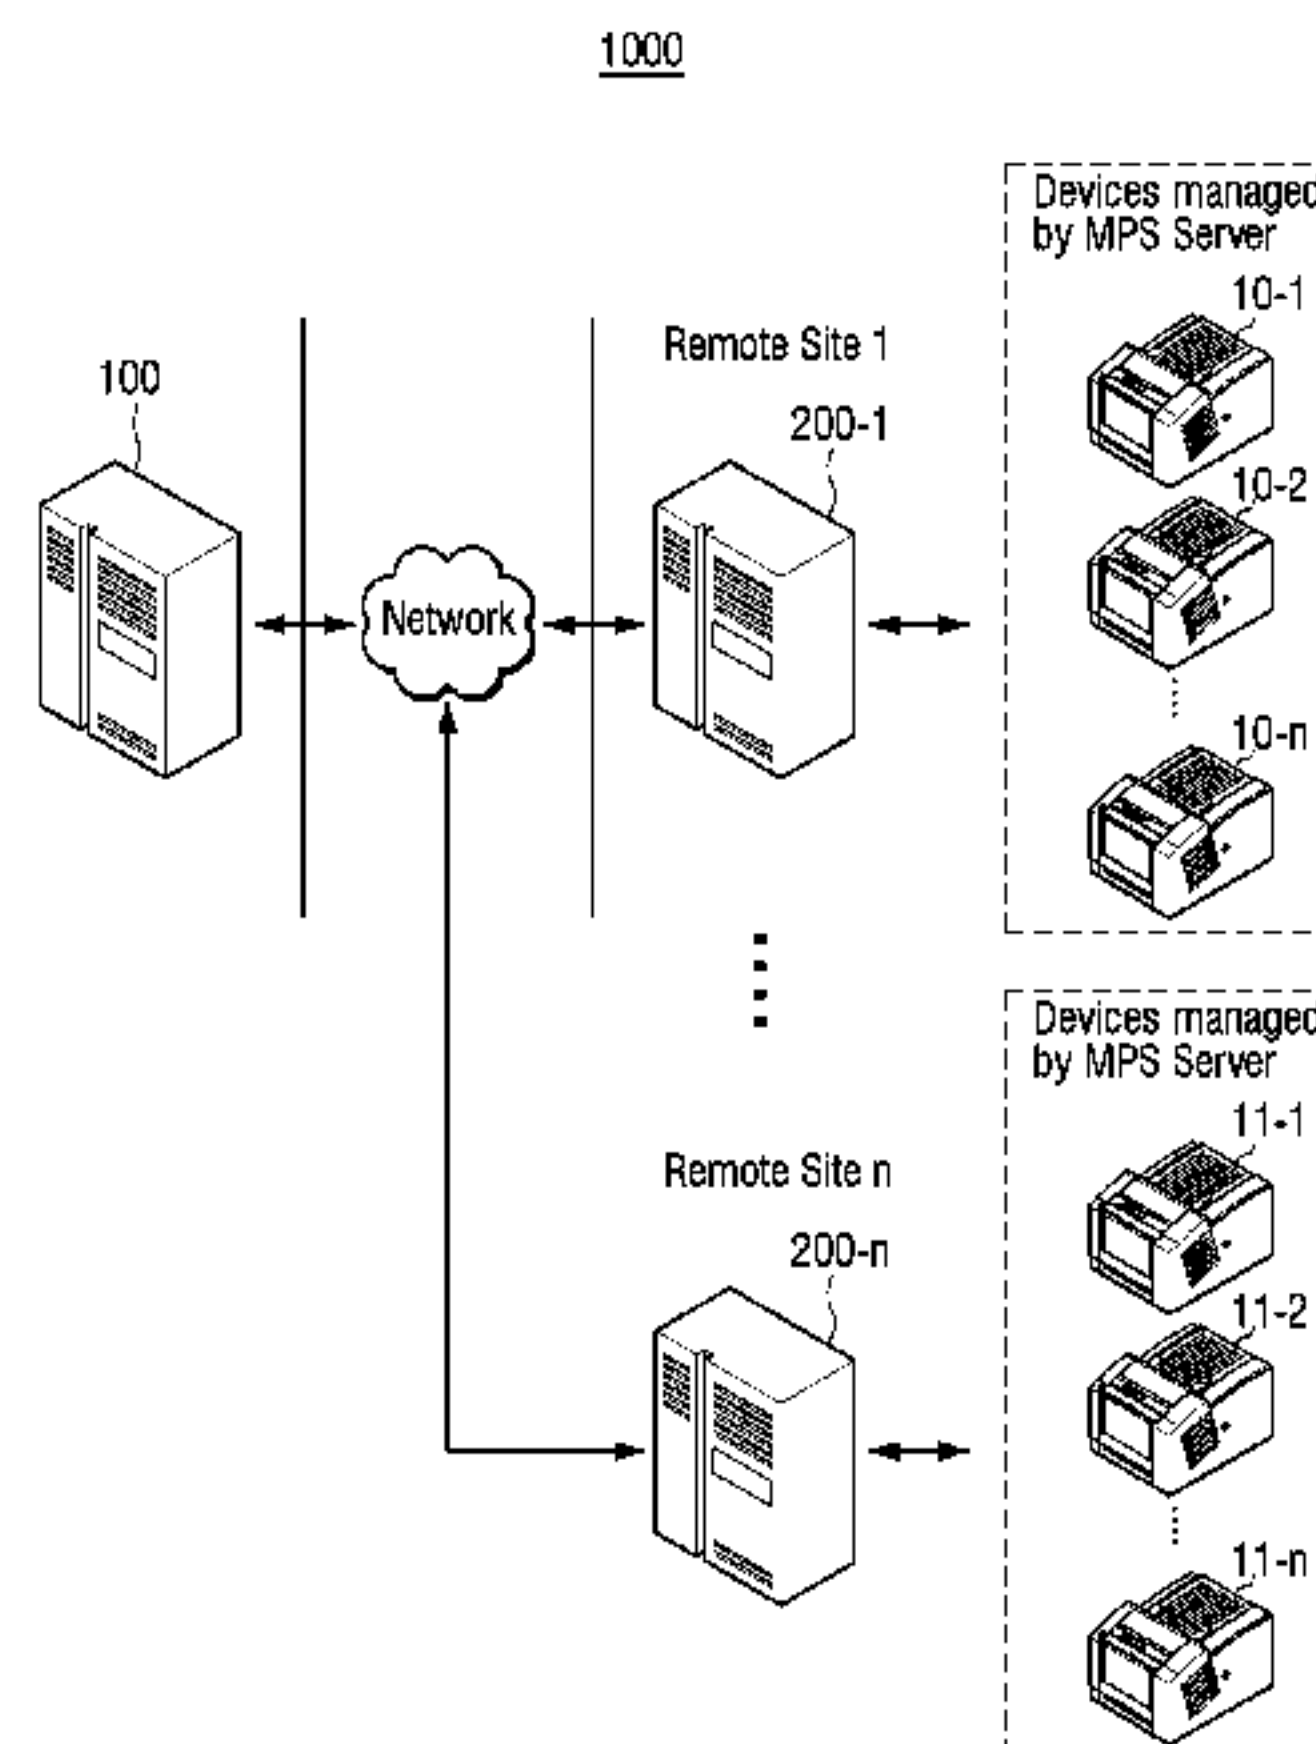 1000
Devices managed
by MPS Server
10-1
Remote Site 1
100
200-1
10-2
Network
10-n
Devices managed
by MPS Server
11-1
Remote Site n
200-n
11-2
11-n